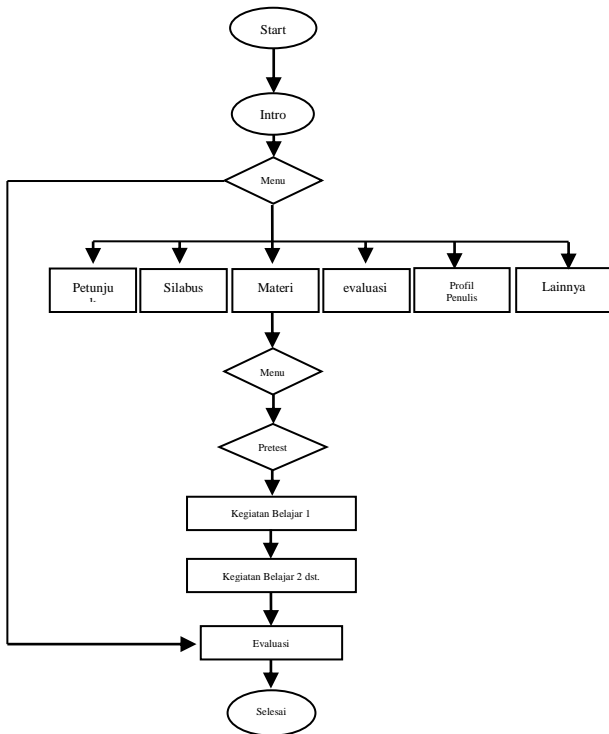 Start
Intro
Menu
Petunju
Silabus
Materi
evaluasi
Profil
Penulis
Lainnya
Menu
Pretest
Kegiatan Belajar 1
Kegiatan Belajar 2 dst.
Evaluasi
Selesai